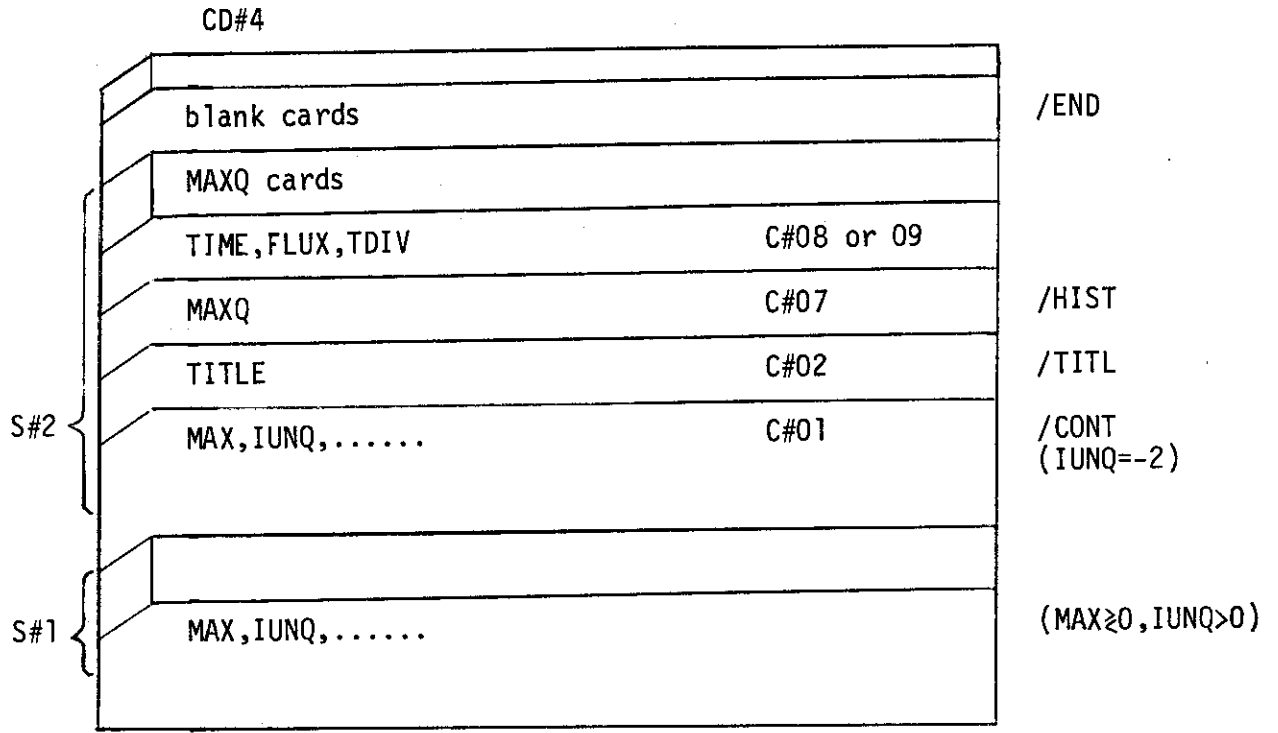 CD#4
blank cards /END
MAXQ cards
TIME,FLUX,TDIV C#08 or 09
MAXQ C#07 /HIST
TITLE C#02 /TITL
S#2 MAX,IUNQ,...... C#01 /CONT
(IUNQ=-2)
S#1 MAX,IUNQ,...... (MAX≷0,IUNQ>0)